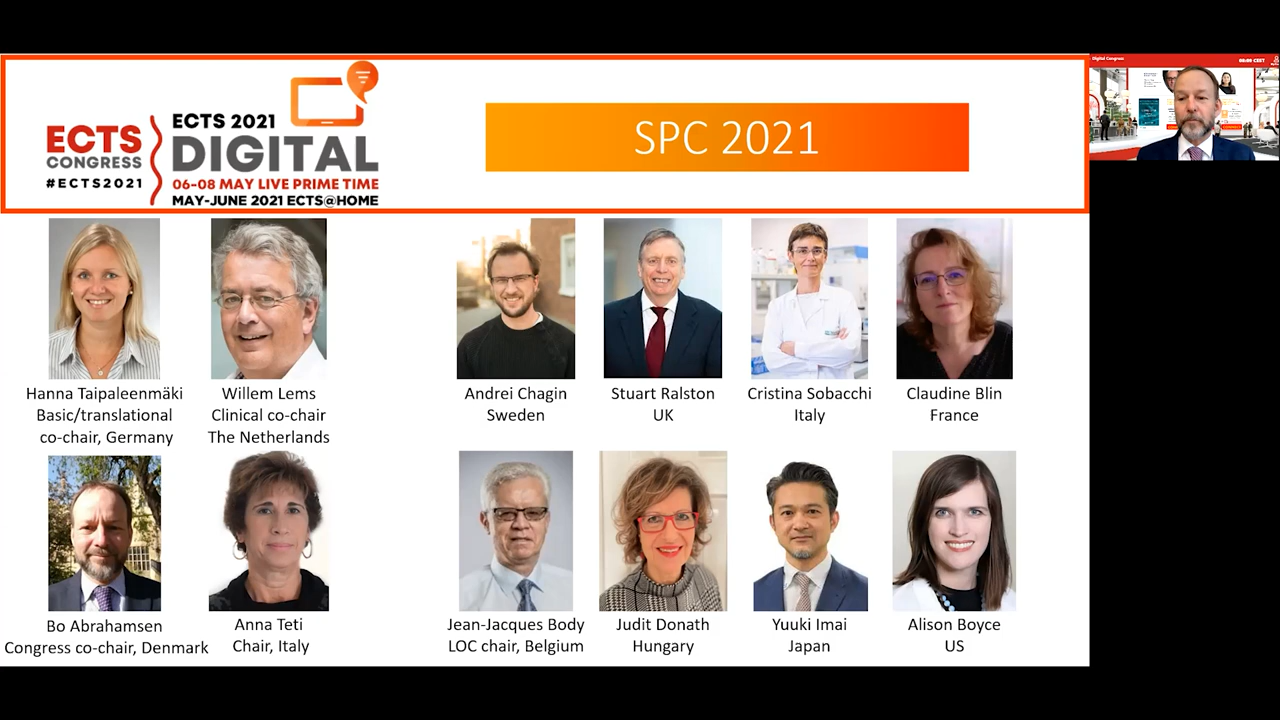 ECTS
CONGRESS
#ECTS2021
ECTS 2021
DIGITAL
06-08 MAY LIVE PRIME TIME
MAY-JUNE 2021 ECTS@HOME
SPC 2021
Digital Congress
Hanna Taipaleenmäki
Basic/translational
co-chair, Germany
Willem Lems
Clinical co-chair
The Netherlands
Andrei Chagin
Sweden
Stuart Ralston
UK
Cristina Sobacchi
Italy
Claudine Blin
France
Bo Abrahamsen
Congress co-chair, Denmark
Anna Teti
Chair, Italy
Jean-Jacques Body
LOC chair, Belgium
Judit Donath
Hungary
Yuuki Imai
Japan
Alison Boyce
US